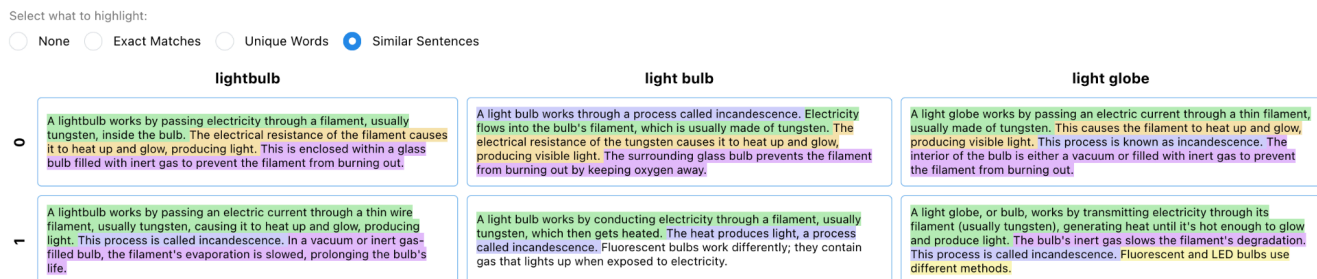 Select what to highlight:
None Exact Matches Unique Words Similar Sentences
lightbulb light bulb light globe
0
A lightbulb works by passing electricity through a filament, usually
tungsten, inside the bulb. The electrical resistance of the filament causes
it to heat up and glow, producing light. This is enclosed within a glass
bulb filled with inert gas to prevent the filament from burning out.
A light bulb works through a process called incandescence. Electricity
flows into the bulb's filament, which is usually made of tungsten. The
electrical resistance of the tungsten causes it to heat up and glow,
producing visible light. The surrounding glass bulb prevents the filament
from burning out by keeping oxygen away.
A light globe works by passing an electric current through a thin filament,
usually made of tungsten. This causes the filament to heat up and glow,
producing visible light. This process is known as incandescence. The
interior of the bulb is either a vacuum or filled with inert gas to prevent
the filament from burning out.
1
A lightbulb works by passing an electric current through a thin wire
filament, usually tungsten, causing it to heat up and glow, producing
light. This process is called incandescence. In a vacuum or inert gas-
filled bulb, the filament's evaporation is slowed, prolonging the bulb's
life.
A light bulb works by conducting electricity through a filament, usually
tungsten, which then gets heated. The heat produces light, a process
called incandescence. Fluorescent bulbs work differently; they contain
gas that lights up when exposed to electricity.
A light globe, or bulb, works by transmitting electricity through its
filament (usually tungsten), generating heat until it's hot enough to glow
and produce light. The bulb's inert gas slows the filament's degradation.
This process is called incandescence. Fluorescent and LED bulbs use
different methods.